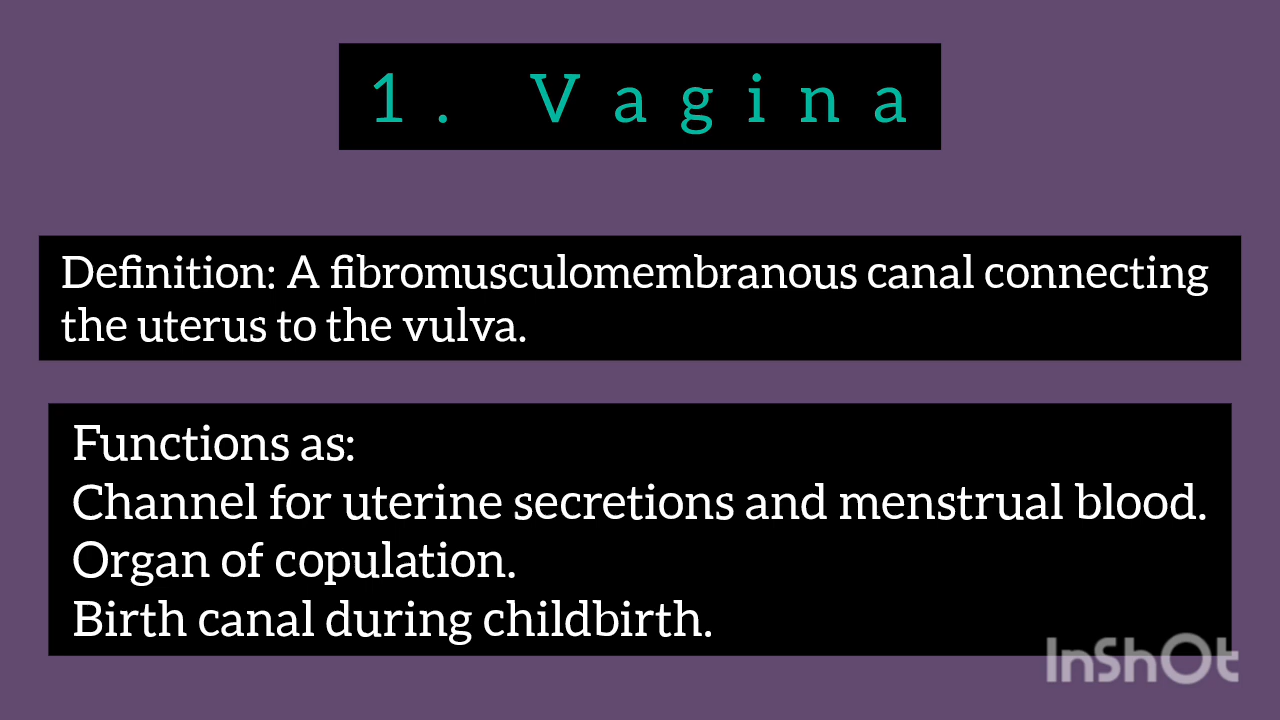 1. Vagina
Definition: A fibromusculomembranous canal connecting
the uterus to the vulva.
Functions as:
Channel for uterine secretions and menstrual blood.
Organ of copulation.
Birth canal during childbirth.
InShOt